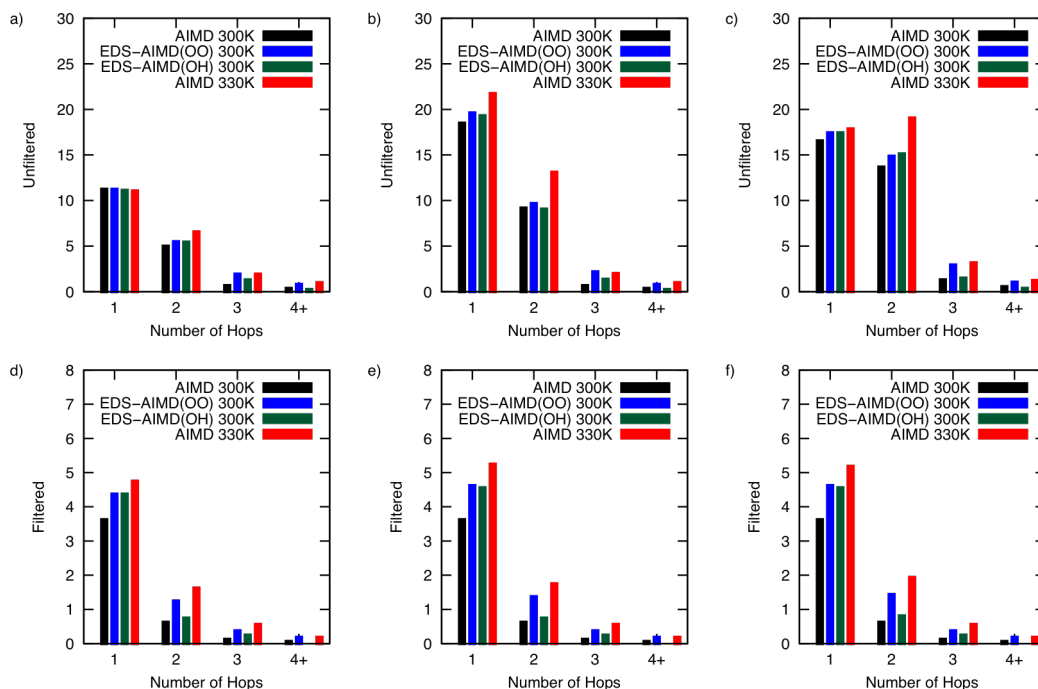 a)
30
25
20
15
10
5
0
Unfiltered
AIMD 300K
EDS-AIMD(OO) 300K
EDS-AIMD(OH) 300K
AIMD 330K
1 2 3 4+
Number of Hops
b)
30
25
20
15
10
5
0
Unfiltered
AIMD 300K
EDS-AIMD(OO) 300K
EDS-AIMD(OH) 300K
AIMD 330K
1 2 3 4+
Number of Hops
c)
30
25
20
15
10
5
0
Unfiltered
AIMD 300K
EDS-AIMD(OO) 300K
EDS-AIMD(OH) 300K
AIMD 330K
1 2 3 4+
Number of Hops
d)
8
7
6
5
4
3
2
1
0
Filtered
AIMD 300K
EDS-AIMD(OO) 300K
EDS-AIMD(OH) 300K
AIMD 330K
1 2 3 4+
Number of Hops
e)
8
7
6
5
4
3
2
1
0
Filtered
AIMD 300K
EDS-AIMD(OO) 300K
EDS-AIMD(OH) 300K
AIMD 330K
1 2 3 4+
Number of Hops
f)
8
7
6
5
4
3
2
1
0
Filtered
AIMD 300K
EDS-AIMD(OO) 300K
EDS-AIMD(OH) 300K
AIMD 330K
1 2 3 4+
Number of Hops